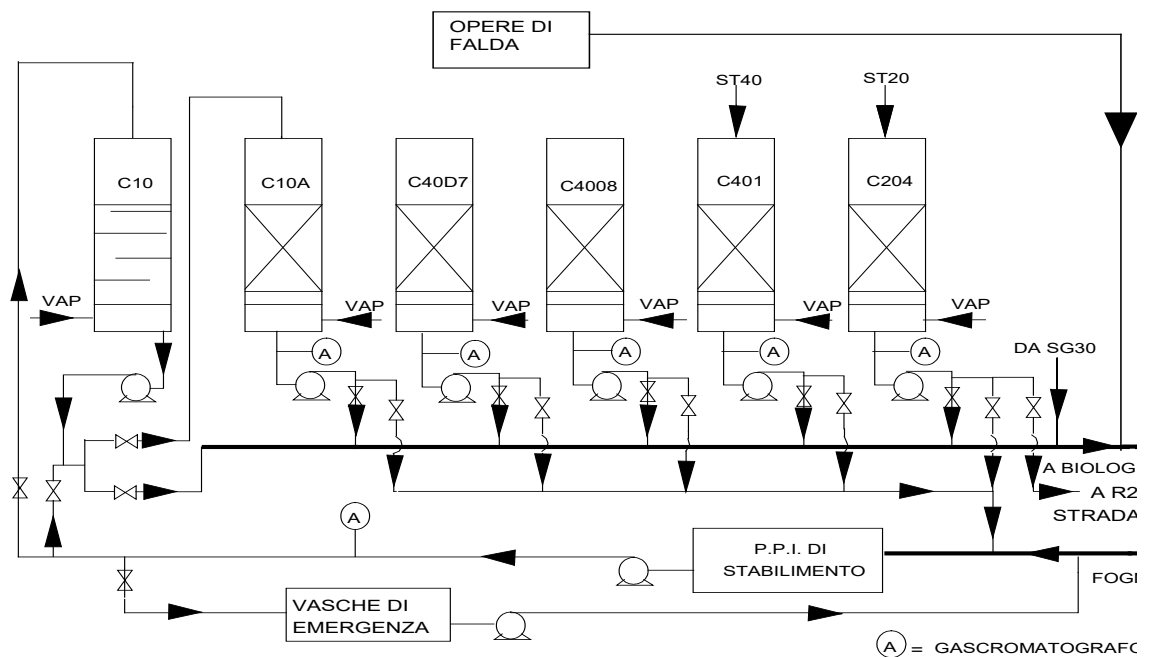 OPERE DI
FALDA
ST40
ST20
C10
C10A
C40D7
C4008
C401
C204
VAP
VAP
VAP
VAP
VAP
VAP
A
A
A
A
A
DA SG30
A BIOLOG
A R2
STRADA
A
P.P.I. DI
STABILIMENTO
FOG
VASCHE DI
EMERGENZA
A = GASCROMATOGRAFO